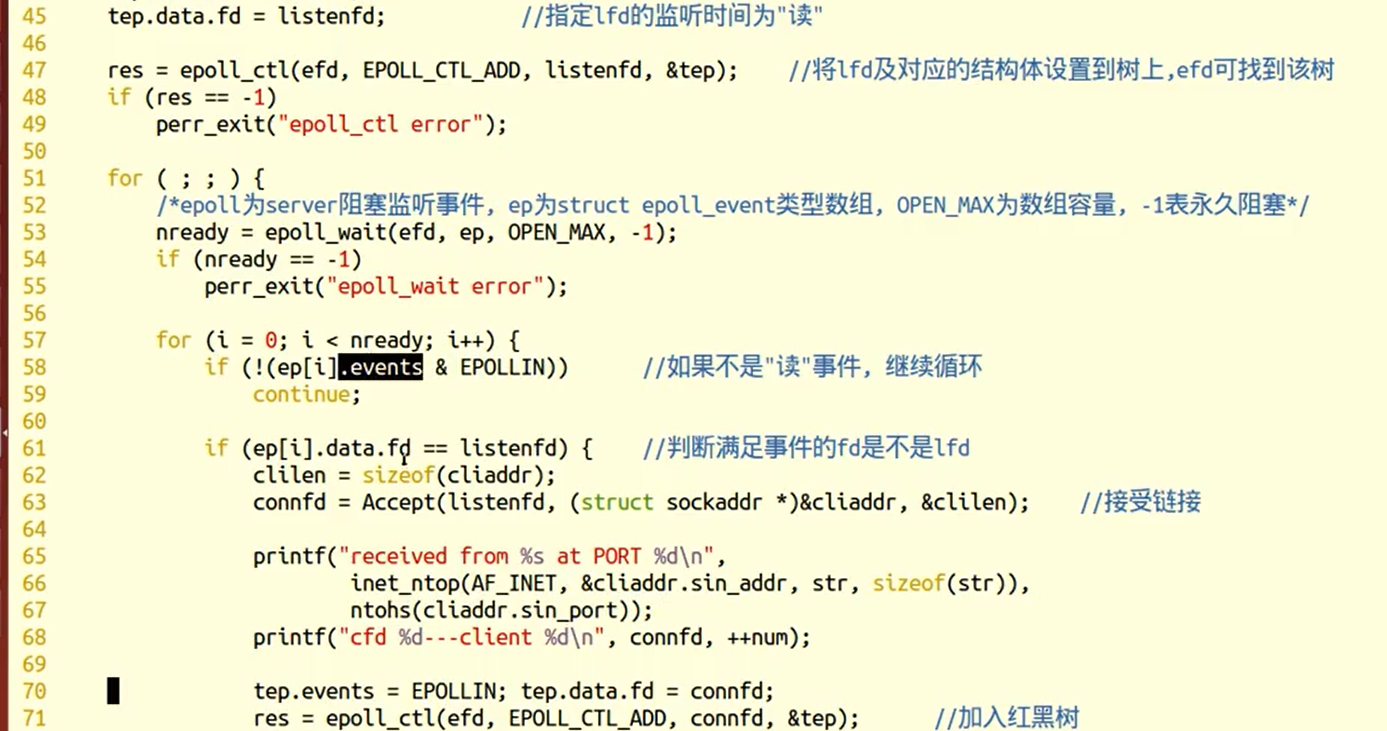 45     tep.data.fd = listenfd;           //指定lfd的监听时间为"读"
46
47     res = epoll_ctl(efd, EPOLL_CTL_ADD, listenfd, &tep);    //将lfd及对应的结构体设置到树上,efd可找到该树
48     if (res == -1)
49         perr_exit("epoll_ctl error");
50
51     for ( ; ; ) {
52         /*epoll为server阻塞监听事件, ep为struct epoll_event类型数组, OPEN_MAX为数组容量, -1表永久阻塞*/
53         nready = epoll_wait(efd, ep, OPEN_MAX, -1);
54         if (nready == -1)
55             perr_exit("epoll_wait error");
56
57         for (i = 0; i < nready; i++) {
58             if (!(ep[i].events & EPOLLIN))      //如果不是"读"事件, 继续循环
59                 continue;
60
61             if (ep[i].data.fd == listenfd) {    //判断满足事件的fd是不是lfd
62                 clilen = sizeof(cliaddr);
63                 connfd = Accept(listenfd, (struct sockaddr *)&cliaddr, &clilen);    //接受链接
64
65                 printf("received from %s at PORT %d\n",
66                         inet_ntop(AF_INET, &cliaddr.sin_addr, str, sizeof(str)),
67                         ntohs(cliaddr.sin_port));
68                 printf("cfd %d---client %d\n", connfd, ++num);
69
70                 tep.events = EPOLLIN; tep.data.fd = connfd;
71                 res = epoll_ctl(efd, EPOLL_CTL_ADD, connfd, &tep);      //加入红黑树